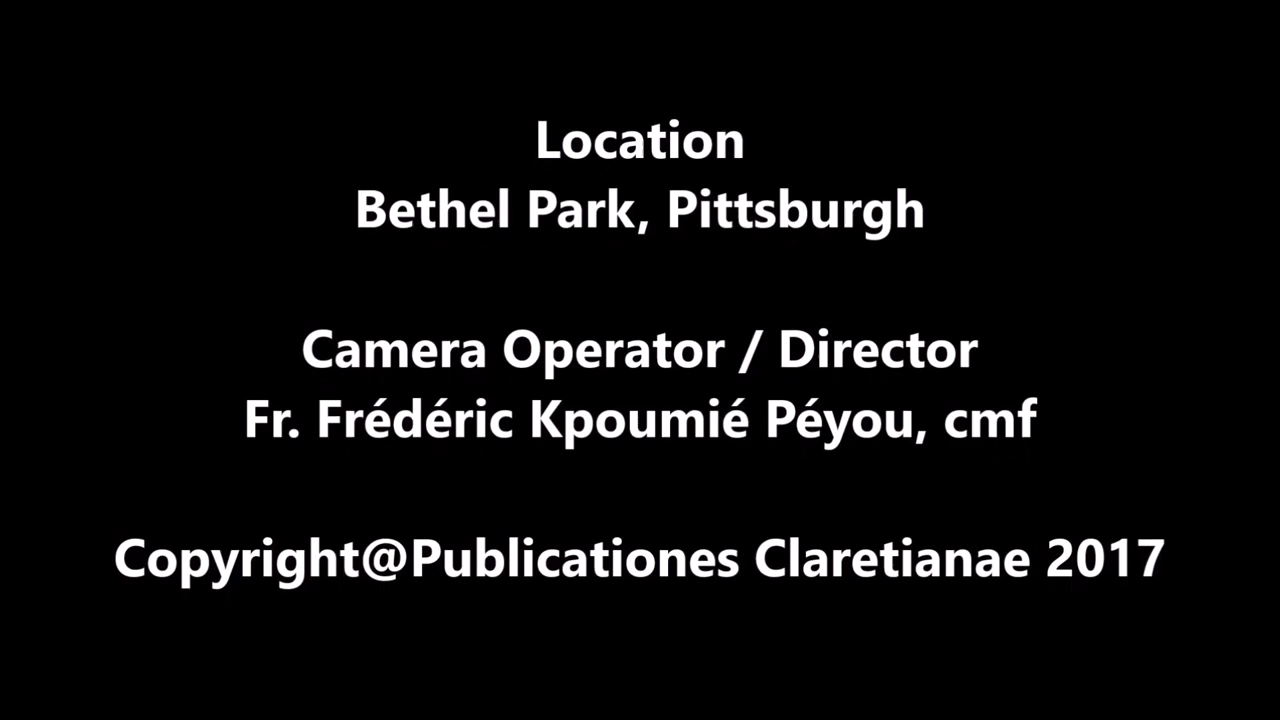 Location
Bethel Park, Pittsburgh
Camera Operator / Director
Fr. Frédéric Kpoumié Péyou, cmf
Copyright@Publicationes Claretianae 2017